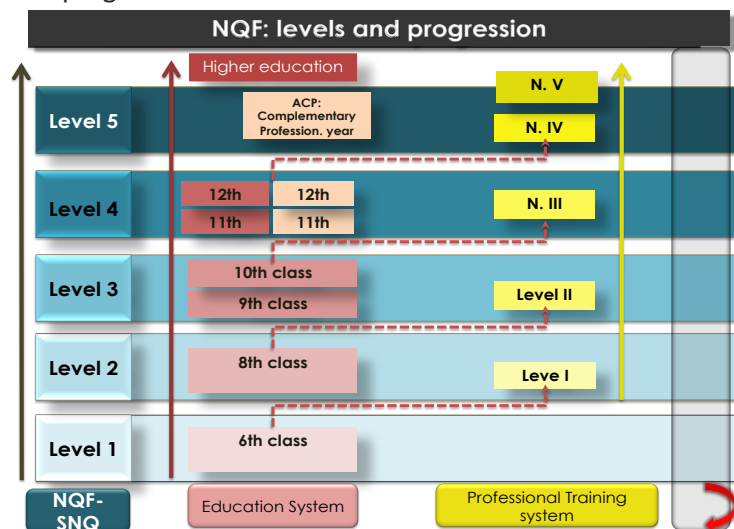 NQF: levels and progression
Higher education
N. V
ACP:
Complementary
Profession. year
Level 5
N. IV
12th
12th
Level 4
N. III
11th
11th
10th class
Level 3
Level II
9th class
Level 2
8th class
Leve I
Level 1
6th class
NQF-
SNQ
Education System
Professional Training
system